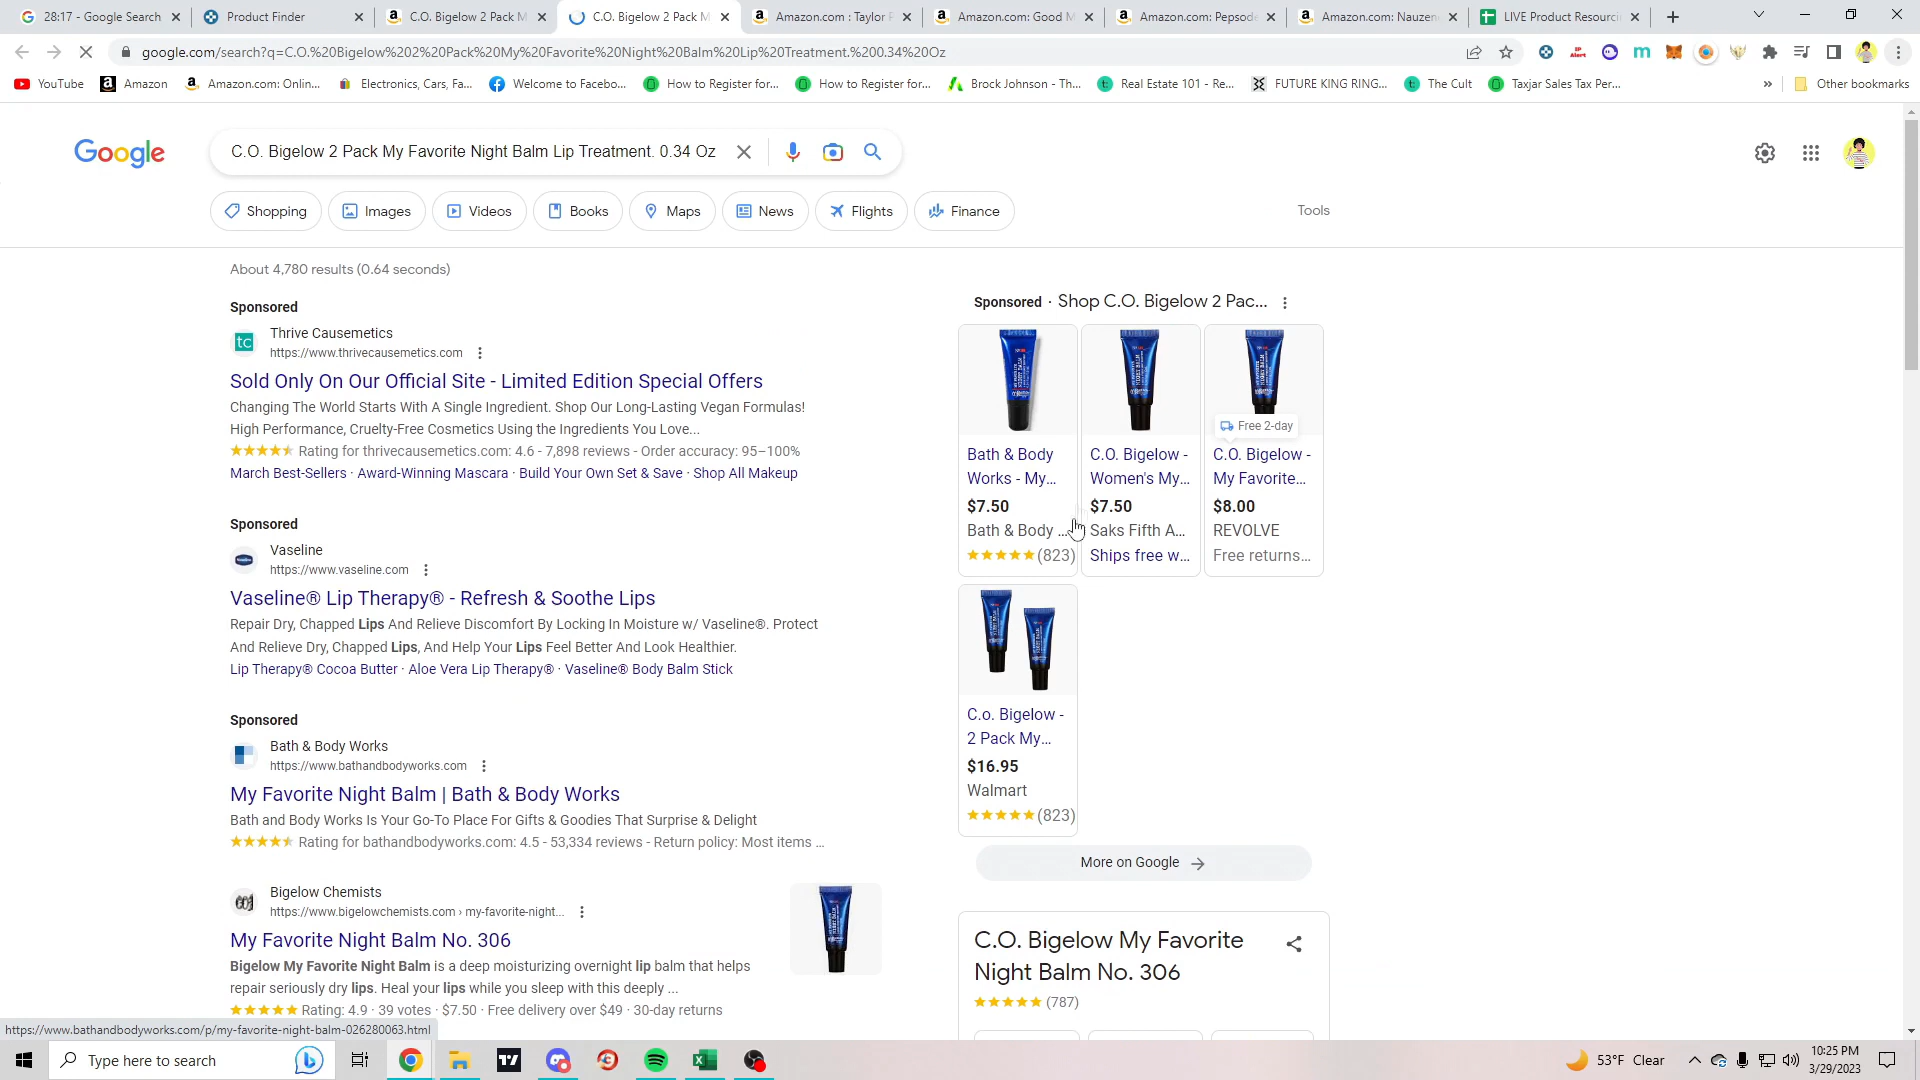 28:17 - Google Search
Product Finder
C.O. Bigelow 2 Pack M
C.O. Bigelow 2 Pack M
Amazon.com : Taylor
Amazon.com: Good M
Amazon.com: Pepsode
Amazon.com: Nauzen
LIVE Product Resourci
google.com/search?q=C.O.%20Bigelow%202%20Pack%20My%20Favorite%20Night%20Balm%20Lip%20Treatment.%200.34%20Oz
YouTube
Amazon
Amazon.com: Onlin...
Electronics, Cars, Fa...
Welcome to Facebo...
How to Register for...
How to Register for...
Brock Johnson - Th...
Real Estate 101 - Re...
FUTURE KING RING...
The Cult
Taxjar Sales Tax Per...
»
Other bookmarks
Google
C.O. Bigelow 2 Pack My Favorite Night Balm Lip Treatment. 0.34 Oz
Shopping
Images
Videos
Books
Maps
News
Flights
Finance
Tools
About 4,780 results (0.64 seconds)
Sponsored
tc
Thrive Causemetics
https://www.thrivecausemetics.com
Sold Only On Our Official Site - Limited Edition Special Offers
Changing The World Starts With A Single Ingredient. Shop Our Long-Lasting Vegan Formulas!
High Performance, Cruelty-Free Cosmetics Using the Ingredients You Love...
Rating for thrivecausemetics.com: 4.6 - 7,898 reviews - Order accuracy: 95–100%
March Best-Sellers · Award-Winning Mascara · Build Your Own Set & Save · Shop All Makeup
Sponsored
Vaseline
https://www.vaseline.com
Vaseline® Lip Therapy® - Refresh & Soothe Lips
Repair Dry, Chapped Lips And Relieve Discomfort By Locking In Moisture w/ Vaseline®. Protect
And Relieve Dry, Chapped Lips, And Help Your Lips Feel Better And Look Healthier.
Lip Therapy® Cocoa Butter · Aloe Vera Lip Therapy® · Vaseline® Body Balm Stick
Sponsored
Bath & Body Works
https://www.bathandbodyworks.com
My Favorite Night Balm | Bath & Body Works
Bath and Body Works Is Your Go-To Place For Gifts & Goodies That Surprise & Delight
Rating for bathandbodyworks.com: 4.5 - 53,334 reviews - Return policy: Most items ...
Bigelow Chemists
https://www.bigelowchemists.com › my-favorite-night...
My Favorite Night Balm No. 306
Bigelow My Favorite Night Balm is a deep moisturizing overnight lip balm that helps
repair seriously dry lips. Heal your lips while you sleep with this deeply ...
Rating: 4.9 · 39 votes · $7.50 · Free delivery over $49 · 30-day returns
Sponsored · Shop C.O. Bigelow 2 Pac...
Bath & Body
Works - My...
$7.50
Bath & Body ...
(823)
C.O. Bigelow -
Women's My...
$7.50
Saks Fifth A...
Ships free w...
Free 2-day
C.O. Bigelow -
My Favorite...
$8.00
REVOLVE
Free returns...
C.o. Bigelow -
2 Pack My...
$16.95
Walmart
(823)
More on Google
C.O. Bigelow My Favorite
Night Balm No. 306
(787)
https://www.bathandbodyworks.com/p/my-favorite-night-balm-026280063.html
Type here to search
53°F Clear
10:25 PM
3/29/2023